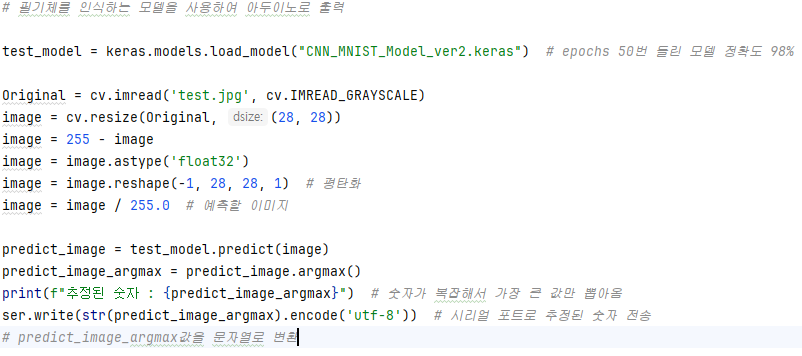 # 필기체를 인식하는 모델을 사용하여 아두이노로 출력
test_model = keras.models.load_model("CNN_MNIST_Model_ver2.keras")  # epochs 50번 돌린 모델 정확도 98%
Original = cv.imread('test.jpg', cv.IMREAD_GRAYSCALE)
image = cv.resize(Original, dsize: (28, 28))
image = 255 - image
image = image.astype('float32')
image = image.reshape(-1, 28, 28, 1)  # 평탄화
image = image / 255.0  # 예측할 이미지
predict_image = test_model.predict(image)
predict_image_argmax = predict_image.argmax()
print(f"추정된 숫자 : {predict_image_argmax}")  # 숫자가 복잡해서 가장 큰 값만 뽑아옴
ser.write(str(predict_image_argmax).encode('utf-8'))  # 시리얼 포트로 추정된 숫자 전송
# predict_image_argmax값을 문자열로 변환